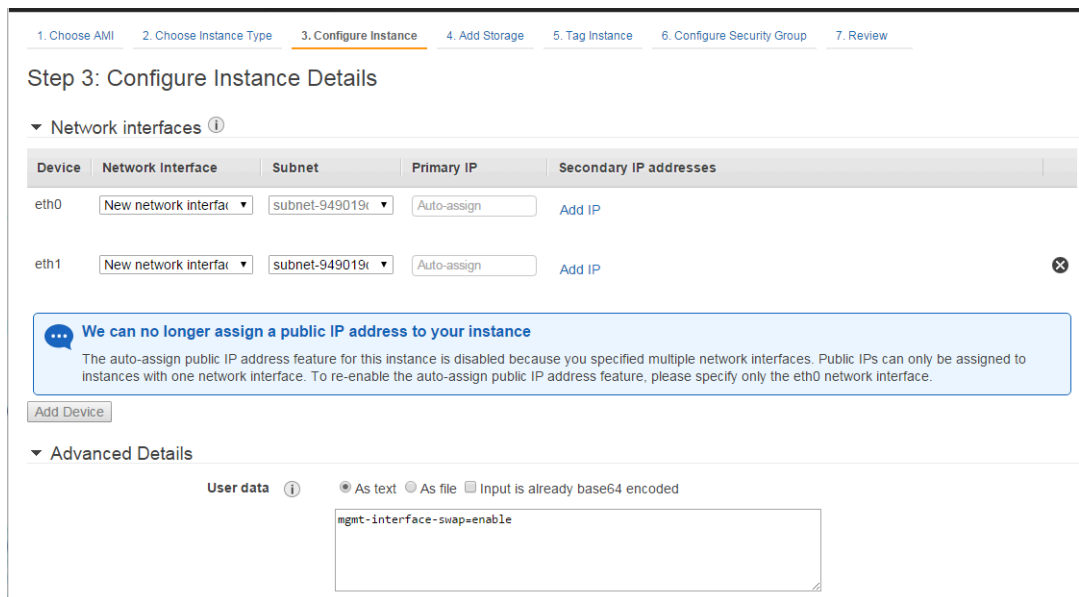 1. Choose AMI 2. Choose Instance Type 3. Configure Instance 4. Add Storage 5. Tag Instance 6. Configure Security Group 7. Review
Step 3: Configure Instance Details
Network interfaces
Device Network Interface Subnet Primary IP Secondary IP addresses
eth0 New network interfac subnet-949019c Auto-assign Add IP
eth1 New network interfac subnet-949019c Auto-assign Add IP
We can no longer assign a public IP address to your instance
The auto-assign public IP address feature for this instance is disabled because you specified multiple network interfaces. Public IPs can only be assigned to
instances with one network interface. To re-enable the auto-assign public IP address feature, please specify only the eth0 network interface.
Add Device
Advanced Details
User data As text As file Input is already base64 encoded
mgmt-interface-swap=enable